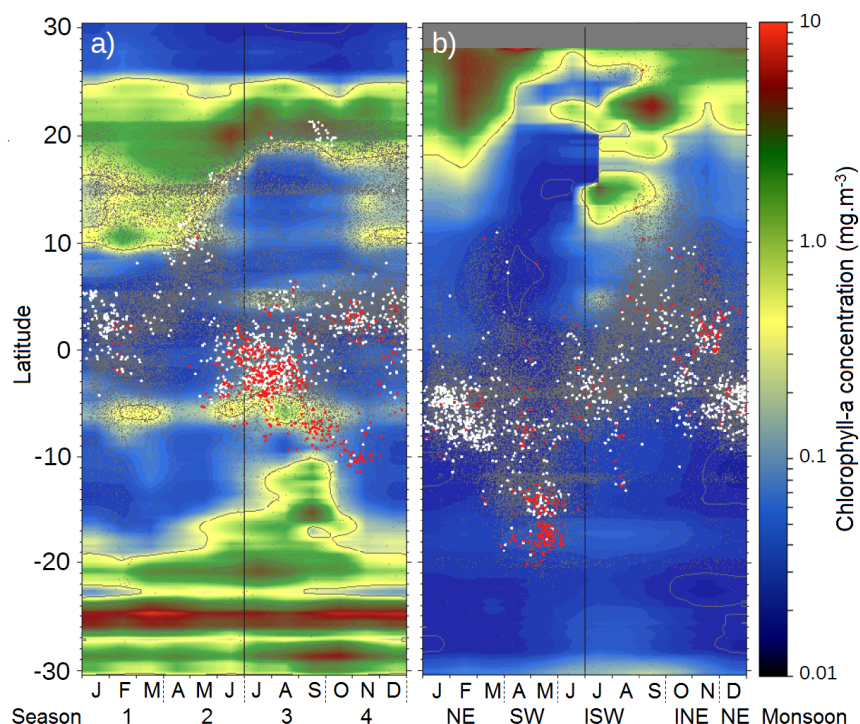 a)
b)
30
20
10
0
-10
-20
-30
Latitude
10
1.0
0.1
0.01
Chlorophyll-a concentration (mg.m-3)
J F M A M J J A S O N D
J F M A M J J A S O N D
Season 1 2 3 4
NE SW ISW INE NE Monsoon